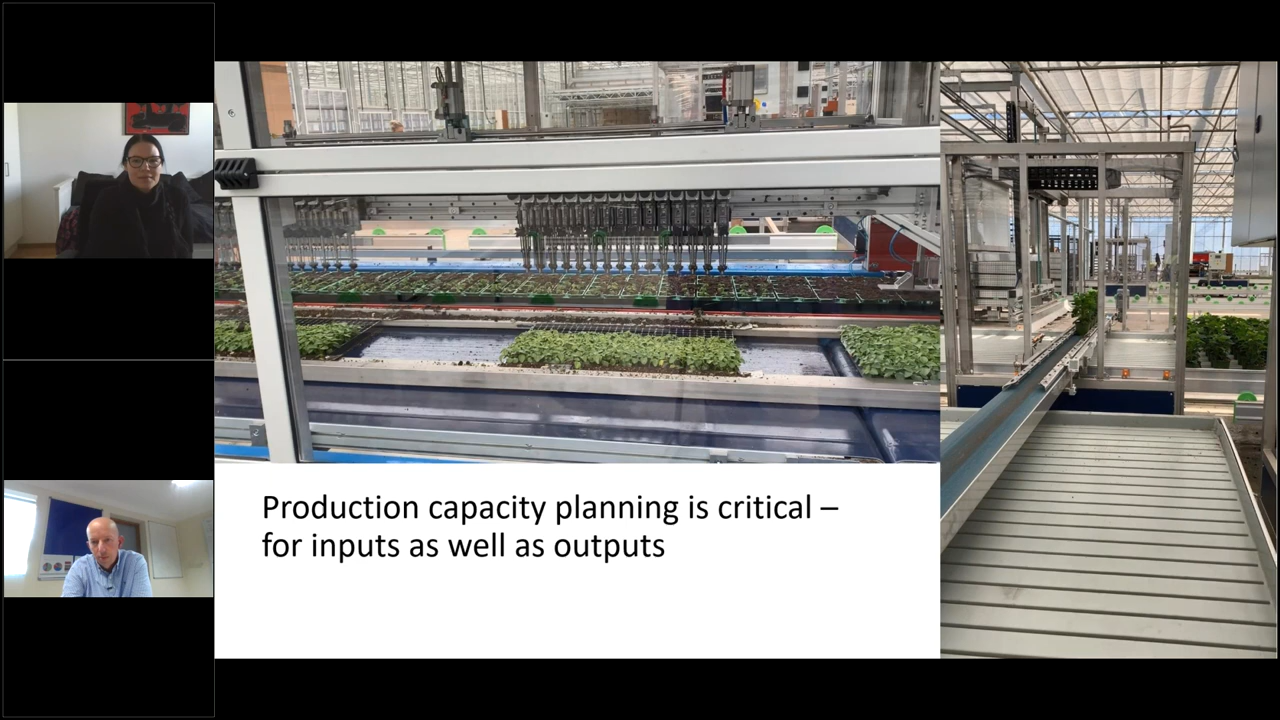 Production capacity planning is critical –
for inputs as well as outputs